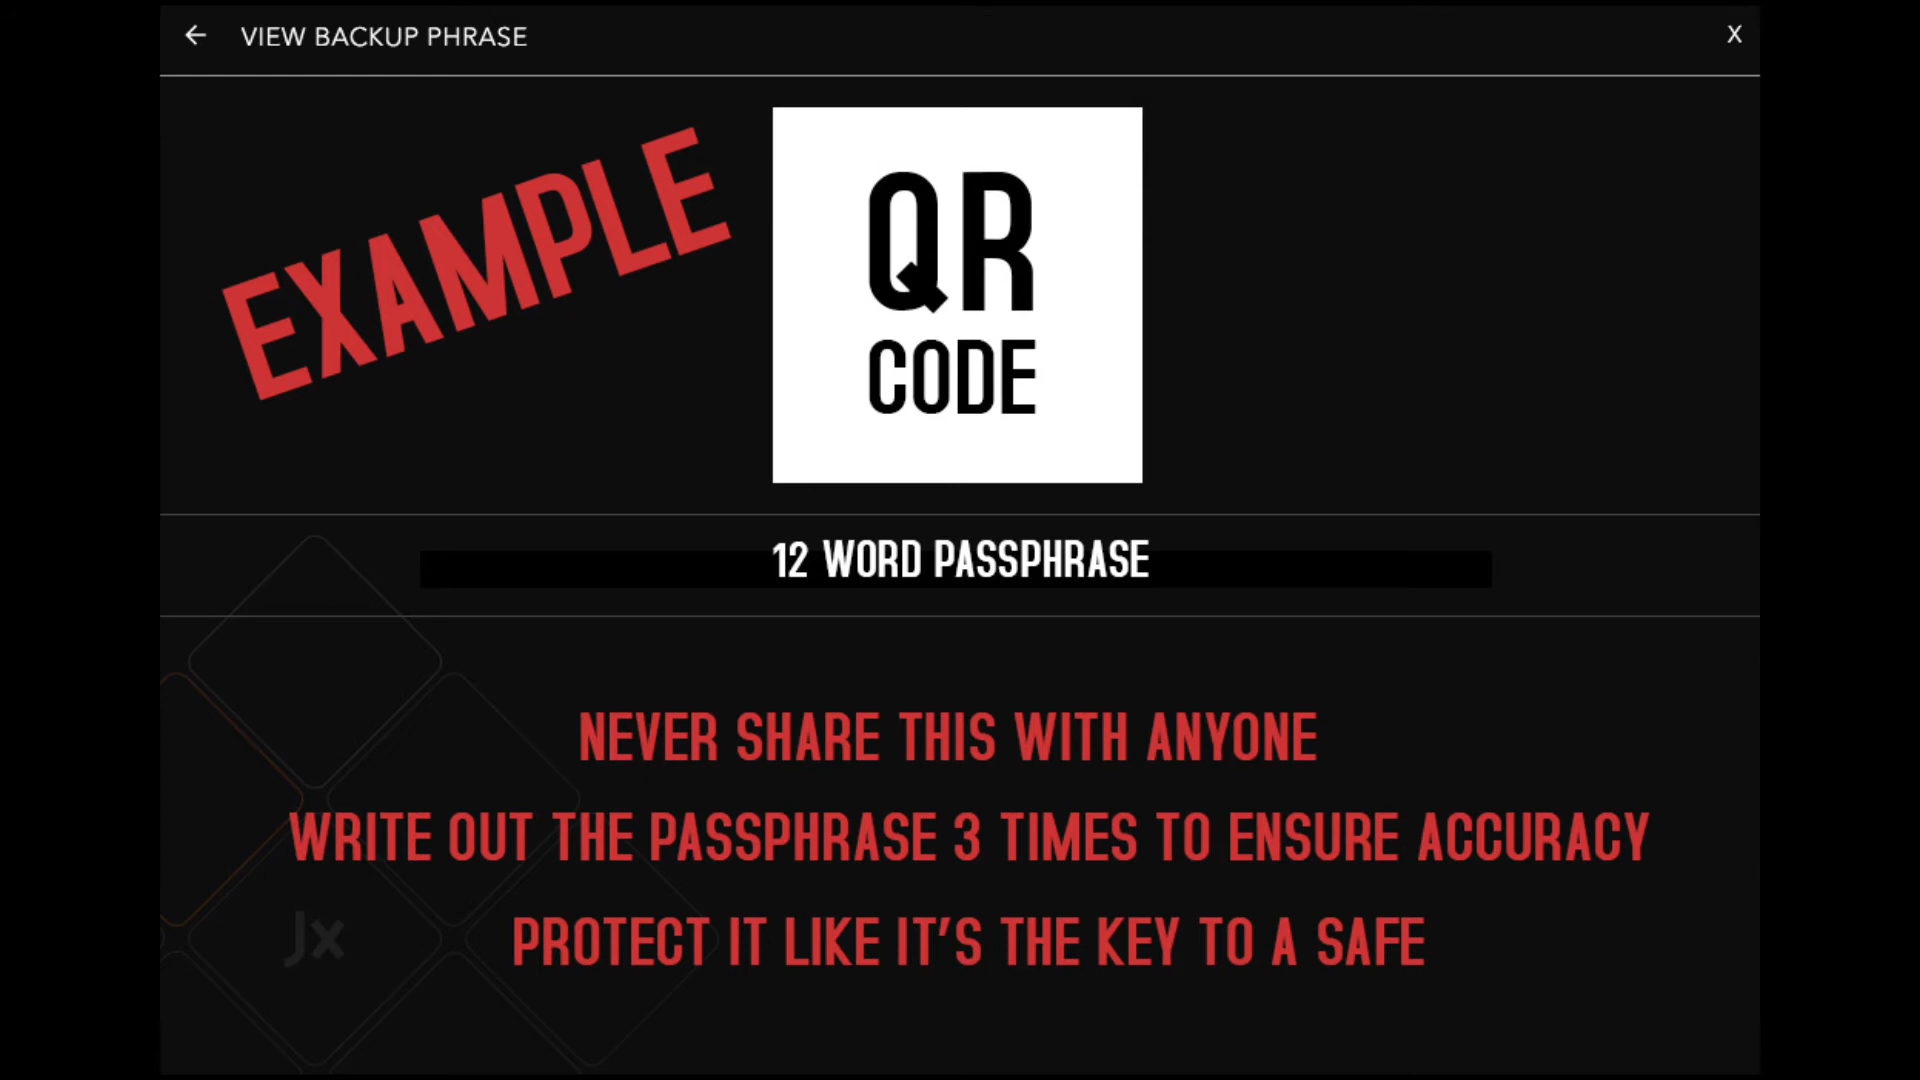 ← VIEW BACKUP PHRASE X
EXAMPLE
QR
CODE
12 WORD PASSPHRASE
NEVER SHARE THIS WITH ANYONE
WRITE OUT THE PASSPHRASE 3 TIMES TO ENSURE ACCURACY
PROTECT IT LIKE IT'S THE KEY TO A SAFE
Jx